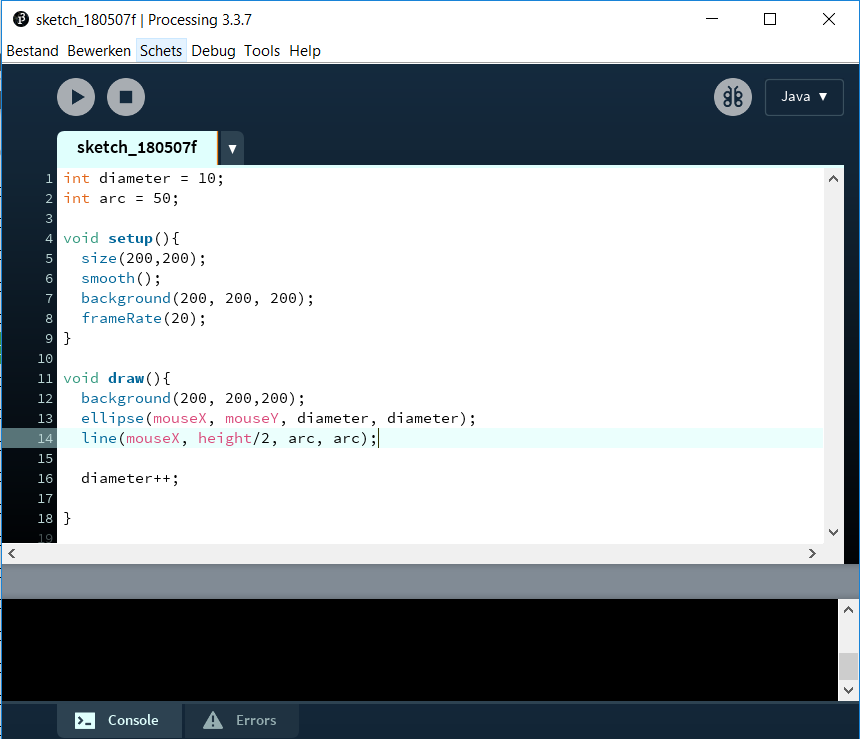 sketch_180507f | Processing 3.3.7
Bestand Bewerken Schets Debug Tools Help
Java ▼
sketch_180507f ▼
1 int diameter = 10;
2 int arc = 50;
3
4 void setup(){
5 size(200,200);
6 smooth();
7 background(200, 200, 200);
8 frameRate(20);
9 }
10
11 void draw(){
12 background(200, 200,200);
13 ellipse(mouseX, mouseY, diameter, diameter);
14 line(mouseX, height/2, arc, arc);
15
16 diameter++;
17
18 }
19
Console Errors